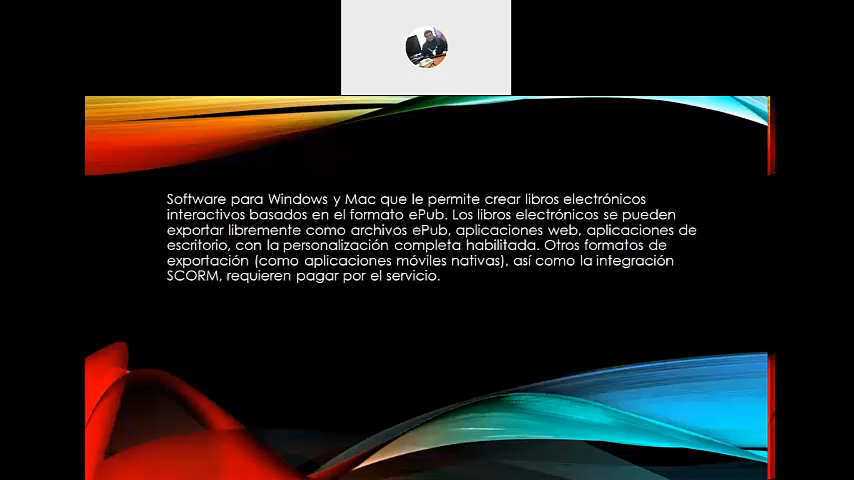 Software para Windows y Mac que le permite crear libros electrónicos
interactivos basados en el formato ePub. Los libros electrónicos se pueden
exportar libremente como archivos ePub, aplicaciones web, aplicaciones de
escritorio, con la personalización completa habilitada. Otros formatos de
exportación (como aplicaciones móviles nativas), así como la integración
SCORM, requieren pagar por el servicio.